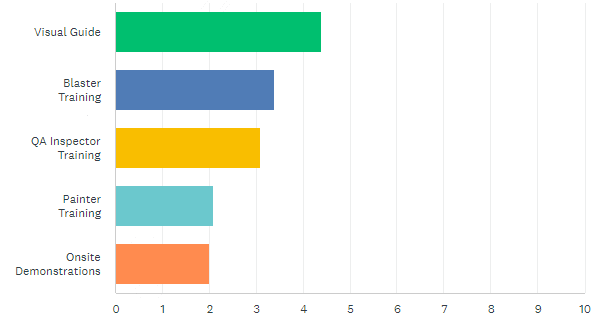 Visual Guide
Blaster
Training
QA Inspector
Training
Painter
Training
Onsite
Demonstrations
0 1 2 3 4 5 6 7 8 9 10